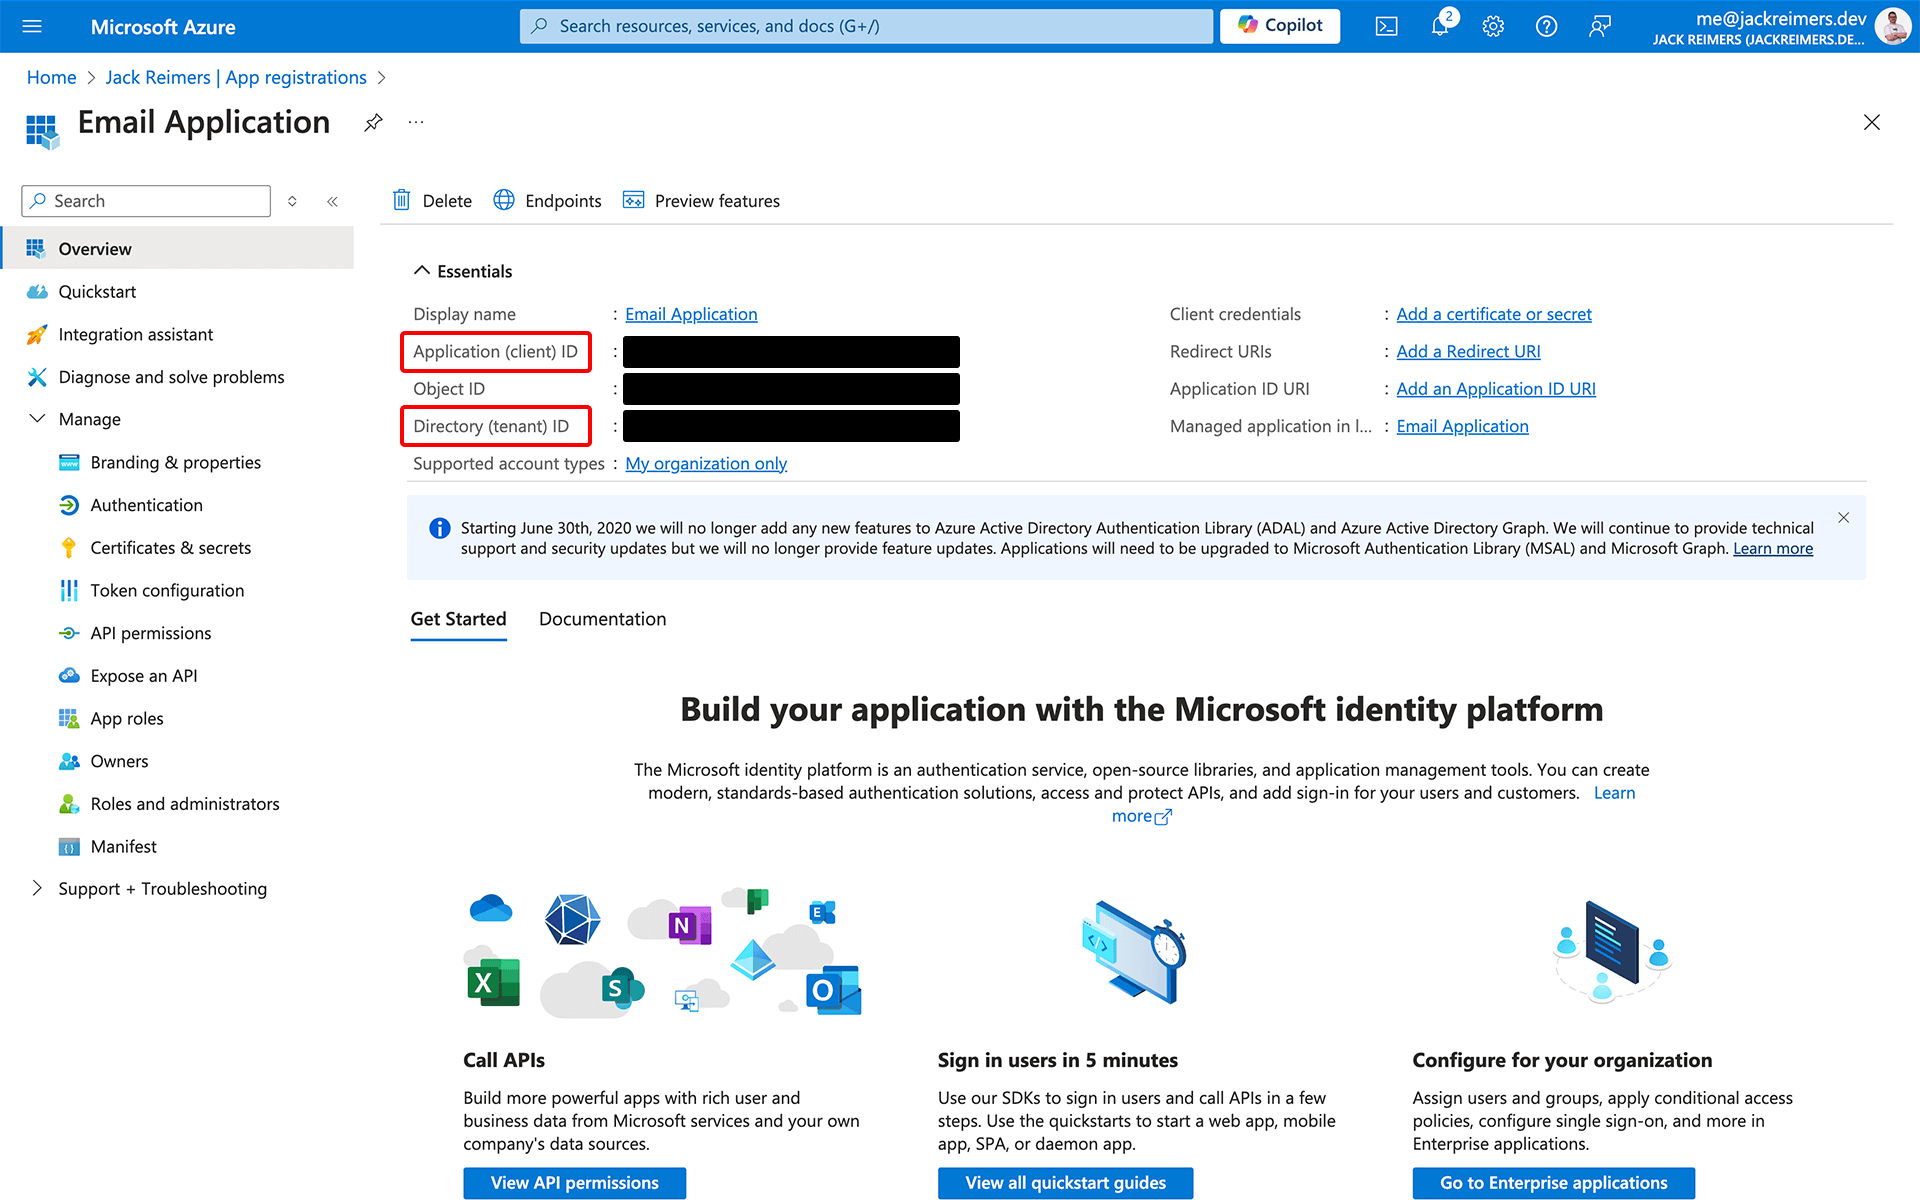 Microsoft Azure
Search resources, services, and docs (G+/)
Copilot
2
me@jackreimers.dev
JACK REIMERS (JACKREIMERS.DE...
Home > Jack Reimers | App registrations >
Email Application
...
Search
Delete
Endpoints
Preview features
Overview
Quickstart
Integration assistant
Diagnose and solve problems
Manage
Branding & properties
Authentication
Certificates & secrets
Token configuration
API permissions
Expose an API
App roles
Owners
Roles and administrators
Manifest
Support + Troubleshooting
Essentials
Display name : Email Application
Application (client) ID :
Object ID :
Directory (tenant) ID :
Supported account types : My organization only
Client credentials : Add a certificate or secret
Redirect URIs : Add a Redirect URI
Application ID URI : Add an Application ID URI
Managed application in l... : Email Application
Starting June 30th, 2020 we will no longer add any new features to Azure Active Directory Authentication Library (ADAL) and Azure Active Directory Graph. We will continue to provide technical
support and security updates but we will no longer provide feature updates. Applications will need to be upgraded to Microsoft Authentication Library (MSAL) and Microsoft Graph. Learn more
Get Started
Documentation
Build your application with the Microsoft identity platform
The Microsoft identity platform is an authentication service, open-source libraries, and application management tools. You can create
modern, standards-based authentication solutions, access and protect APIs, and add sign-in for your users and customers. Learn
more
N
E
X
S
O
Call APIs
Build more powerful apps with rich user and
business data from Microsoft services and your own
company's data sources.
View API permissions
Sign in users in 5 minutes
Use our SDKs to sign in users and call APIs in a few
steps. Use the quickstarts to start a web app, mobile
app, SPA, or daemon app.
View all quickstart guides
Configure for your organization
Assign users and groups, apply conditional access
policies, configure single sign-on, and more in
Enterprise applications.
Go to Enterprise applications